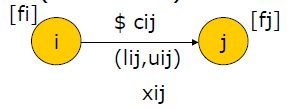 [fi]
$ cij
[fj]
i
j
(lij,uij)
xij